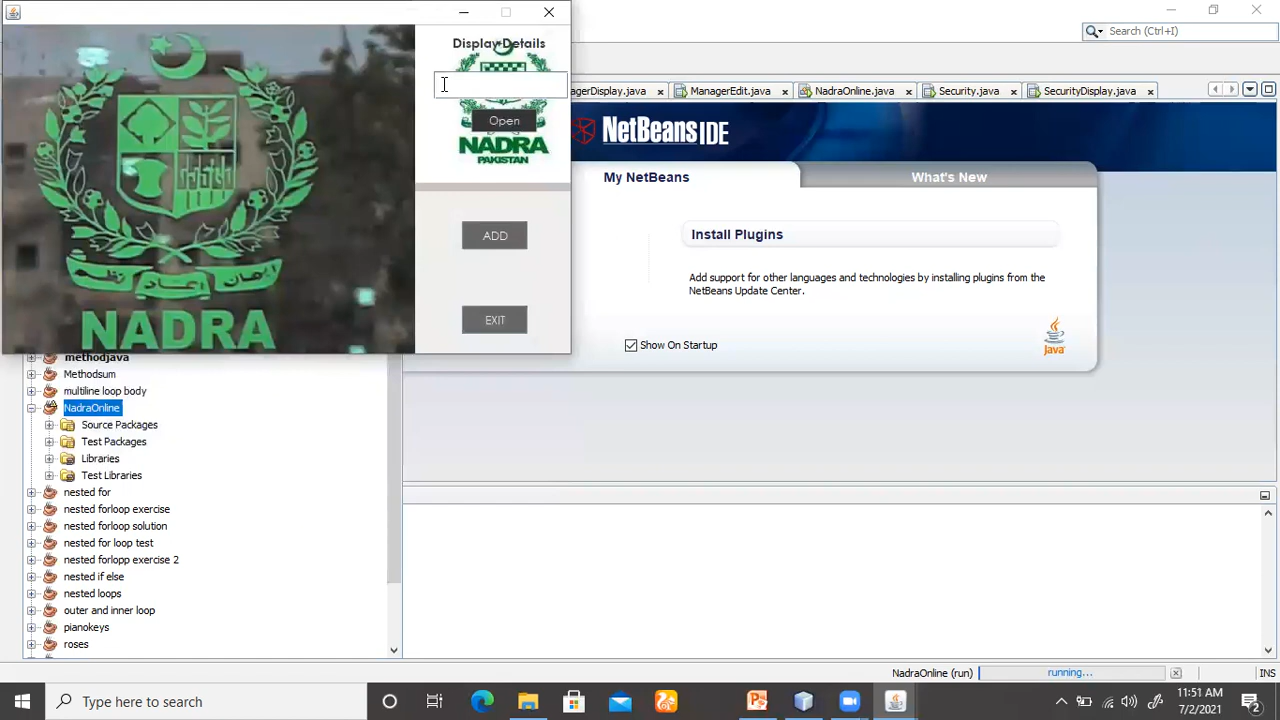 Display Details
Open
NADRA
PAKISTAN
ADD
EXIT
NADRA
Search (Ctrl+I)
agerDisplay.java
ManagerEdit.java
NadraOnline.java
Security.java
SecurityDisplay.java
NetBeans IDE
My NetBeans
What's New
Install Plugins
Add support for other languages and technologies by installing plugins from the
NetBeans Update Center.
Show On Startup
Java
methodjava
Methodsum
multiline loop body
NadraOnline
Source Packages
Test Packages
Libraries
Test Libraries
nested for
nested forloop exercise
nested forloop solution
nested for loop test
nested forlopp exercise 2
nested if else
nested loops
outer and inner loop
pianokeys
roses
NadraOnline (run)
running...
INS
Type here to search
11:51 AM
7/2/2021
2